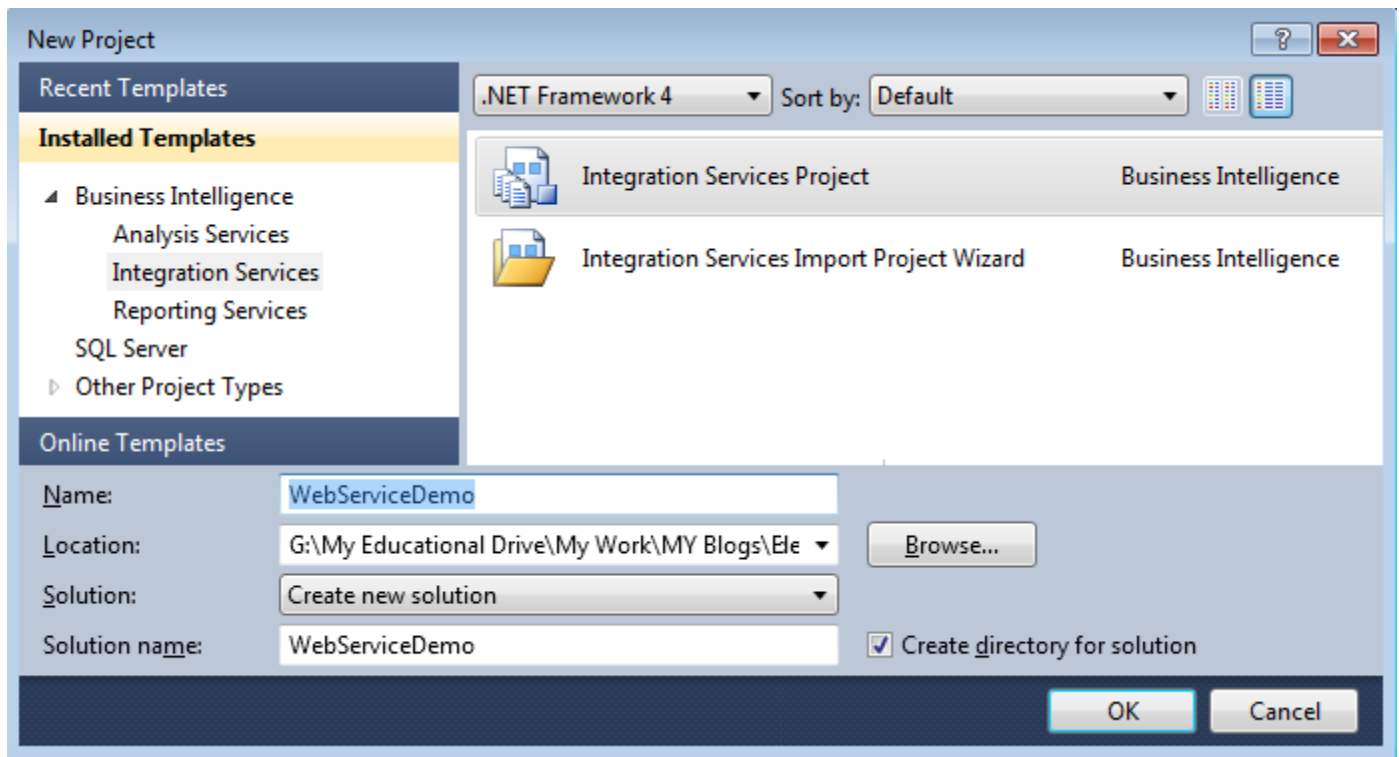 New Project
Recent Templates
.NET Framework 4 Sort by: Default
Installed Templates
Business Intelligence
Analysis Services
Integration Services
Reporting Services
SQL Server
Other Project Types
Online Templates
Integration Services Project Business Intelligence
Integration Services Import Project Wizard Business Intelligence
Name: WebServiceDemo
Location: G:\My Educational Drive\My Work\MY Blogs\Ele Browse...
Solution: Create new solution
Solution name: WebServiceDemo Create directory for solution
OK Cancel